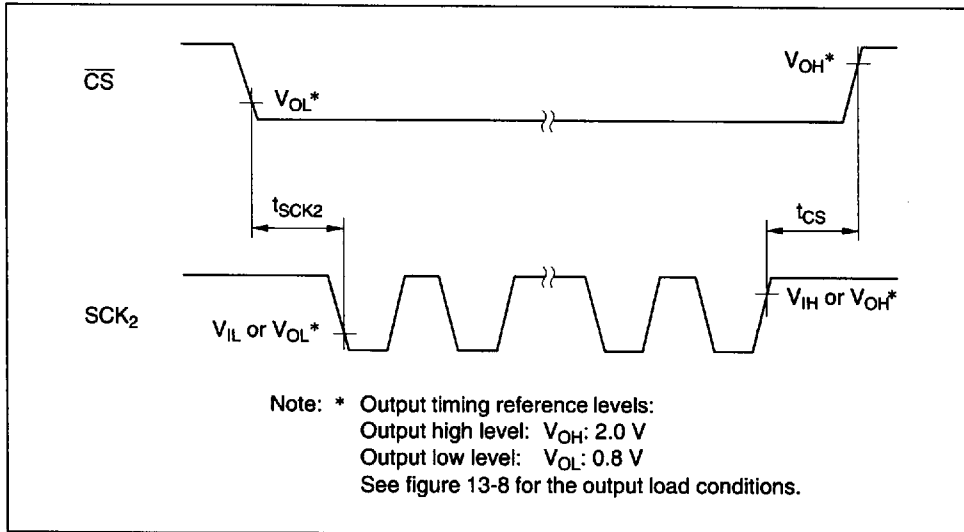 CS
V_OL*
V_OH*
t_SCK2
t_CS
SCK₂
V_IL or V_OL*
V_IH or V_OH*
Note: * Output timing reference levels:
Output high level: V_OH: 2.0 V
Output low level: V_OL: 0.8 V
See figure 13-8 for the output load conditions.